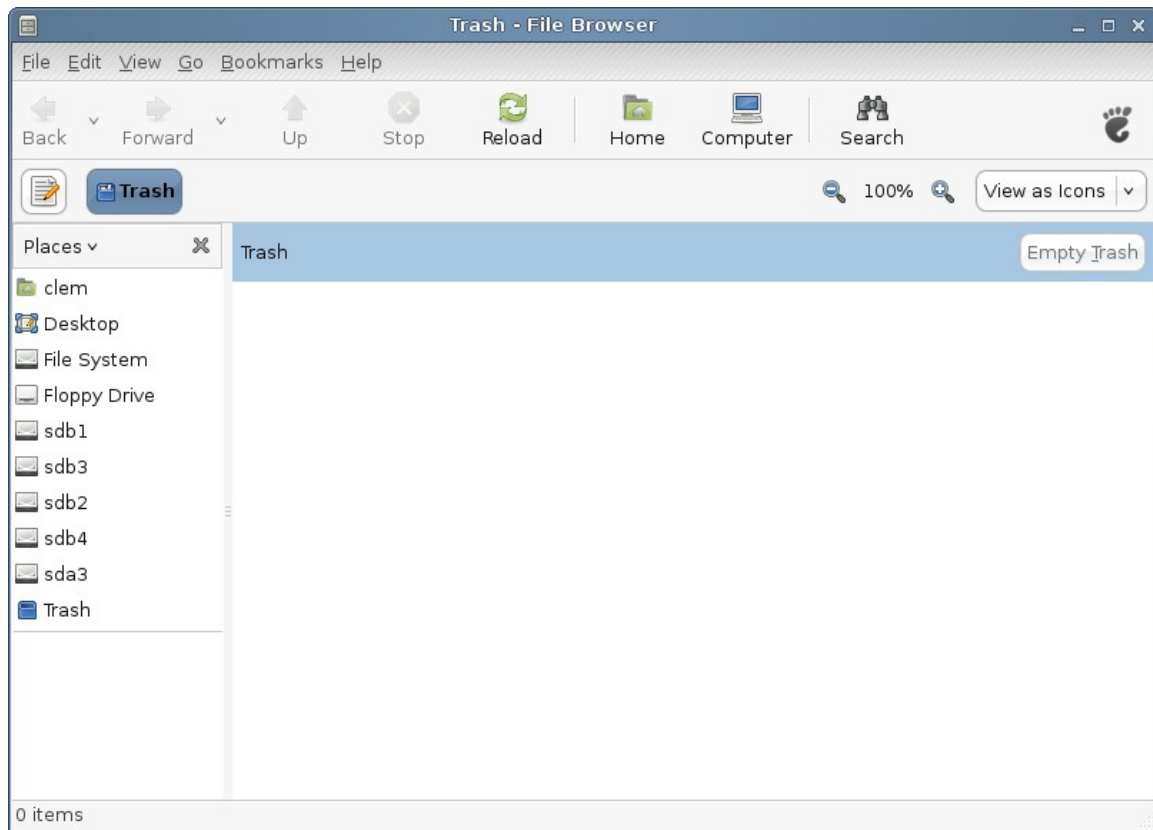 Trash - File Browser
File Edit View Go Bookmarks Help
Back Forward Up Stop Reload Home Computer Search
Trash 100% View as Icons
Places
Trash Empty Trash
clem
Desktop
File System
Floppy Drive
sdb1
sdb3
sdb2
sdb4
sda3
Trash
0 items